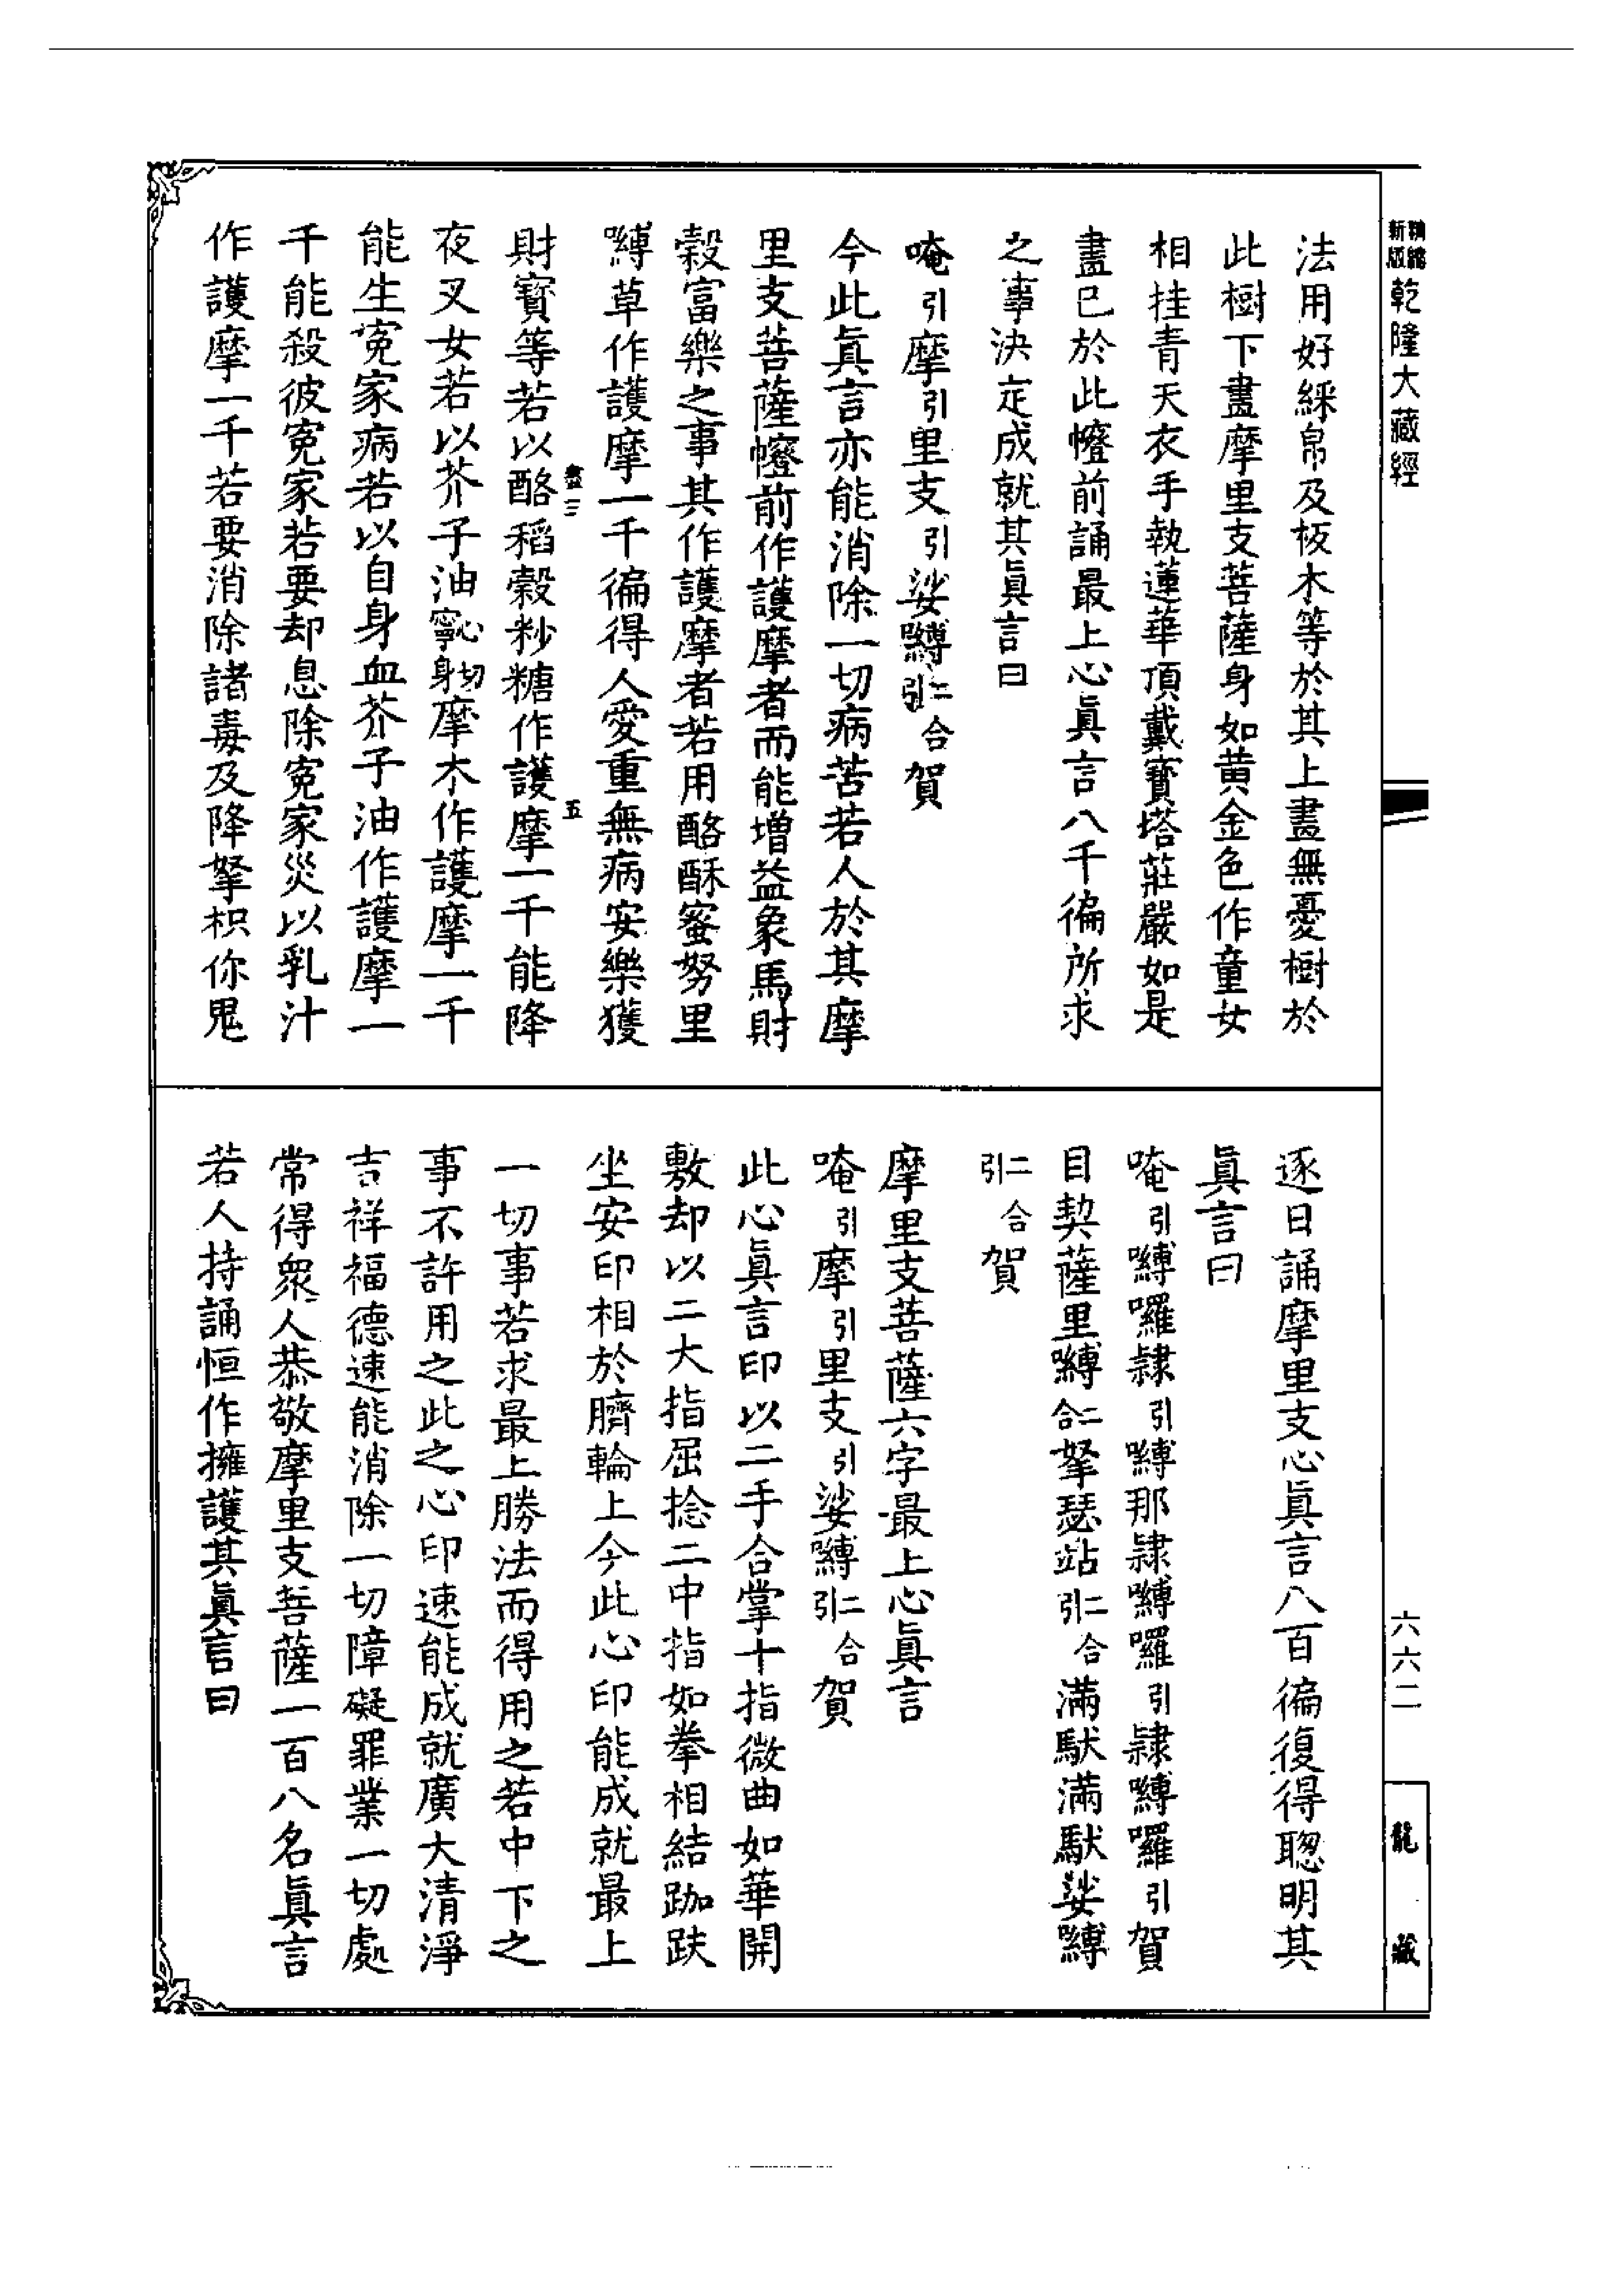 新版
乾隆大藏經
六六二
龍藏
法用好綵帛及板木等於其上畫無憂樹於
此樹下畫摩里支菩薩身如黄金色作童女
相挂青天衣手執蓮華頂戴寶塔莊嚴如是
畫已於此㡧前誦最上心眞言八千徧所求
之事決定成就其眞言曰
唵引摩引里支引娑嚩二合引賀
今此眞言亦能消除一切病苦若人於其摩
里支菩薩㡧前作護摩者而能增益象馬財
穀富樂之事其作護摩者若用酪酥蜜努里
嚩草作護摩一千徧得人愛重無病安樂獲
三
五
財寶等若以酪稻穀粆糖作護摩一千能降
夜叉女若以芥子油寧心身切摩木作護摩一千
能生寃家病若以自身血芥子油作護摩一
千能殺彼寃家若要却息除寃家災以乳汁
作護摩一千若要消除諸毒及降拏枳你鬼
逐日誦摩里支心眞言八百徧復得聰明其
眞言曰
唵引嚩囉隸引嚩那隸嚩囉引隸嚩囉引賀
目契薩里嚩二合拏瑟站二合引滿馱滿馱娑嚩
二合引賀
摩里支菩薩六字最上心眞言
唵引摩引里支引娑嚩二合引賀
此心眞言印以二手合掌十指微曲如華開
敷却以二大指屈捻二中指如拳相結跏趺
坐安印相於臍輪上今此心印能成就最上
一切事若求最上勝法而得用之若中下之
事不許用之此之心印速能成就廣大清淨
吉祥福德速能消除一切障礙罪業一切處
常得衆人恭敬摩里支菩薩一百八名眞言
若人持誦恒作擁護其眞言曰